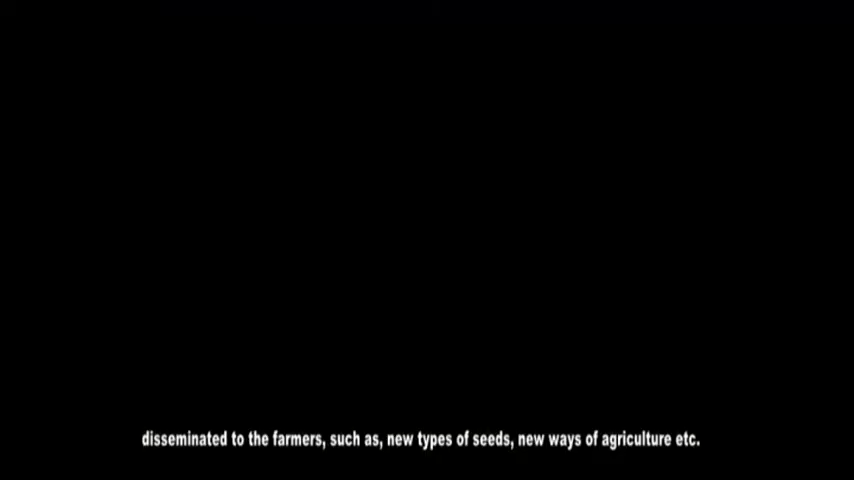 disseminated to the farmers, such as, new types of seeds, new ways of agriculture etc.